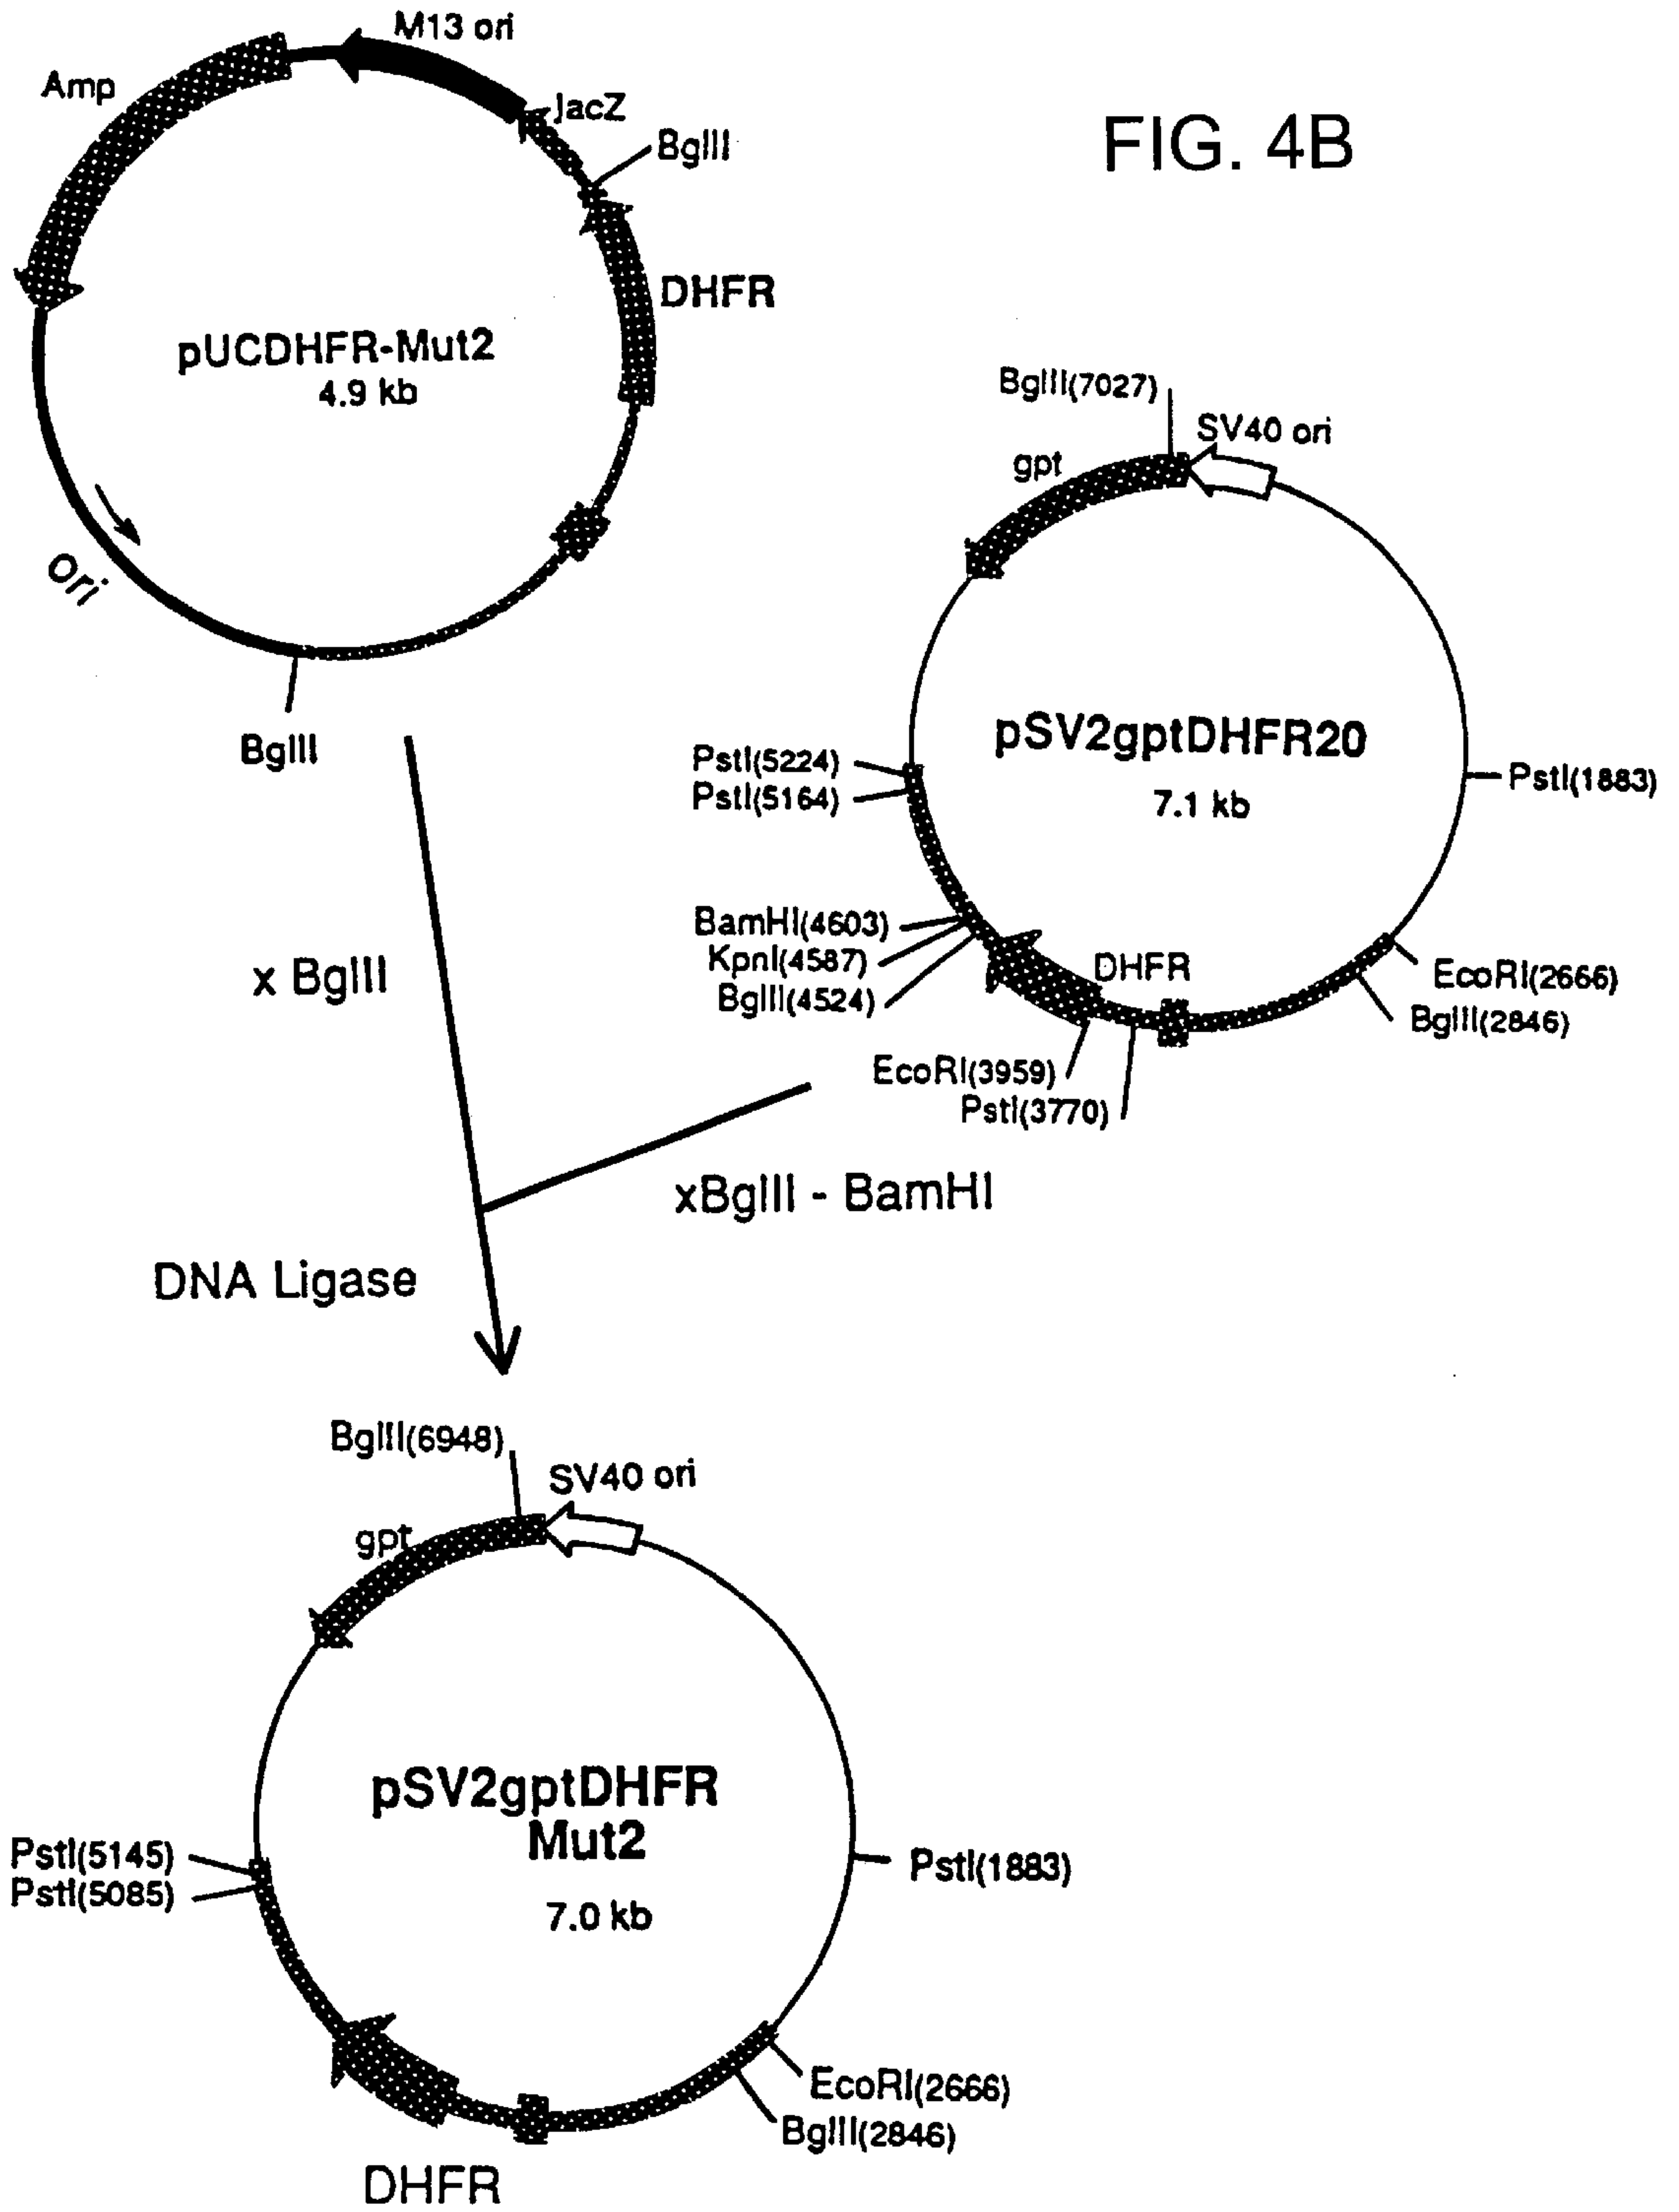 FIG. 4B
M13 ori
Amp
lacZ
BglII
DHFR
pUCDHFR-Mut2
4.9 kb
ori
BglII
BglII(7027)
SV40 ori
gpt
pSV2gptDHFR20
7.1 kb
PstI(5224)
PstI(5164)
PstI(1883)
BamHI(4603)
KpnI(4587)
BglII(4524)
DHFR
EcoRI(2666)
BglII(2846)
EcoRI(3959)
PstI(3770)
x BglII
xBglII - BamHI
DNA Ligase
BglII(6948)
SV40 ori
gpt
pSV2gptDHFR
Mut2
7.0 kb
PstI(5145)
PstI(5085)
PstI(1883)
EcoRI(2666)
BglII(2846)
DHFR